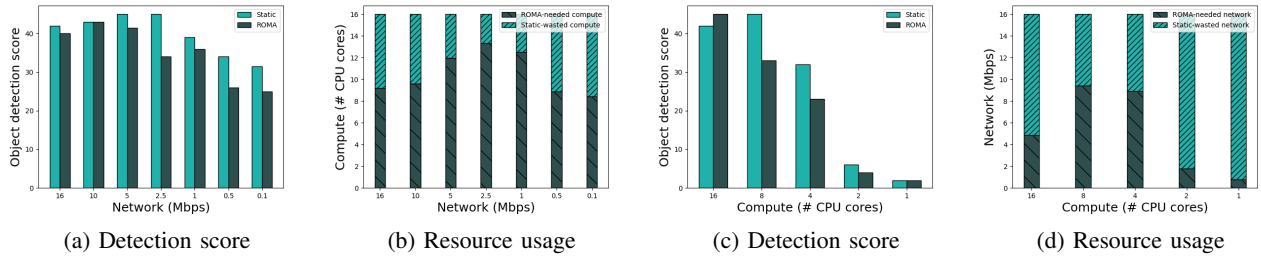 Object detection score
0
10
20
30
40
16
10
5
2.5
1
0.5
0.1
Network (Mbps)
Static
ROMA
(a) Detection score
Compute (# CPU cores)
0
2
4
6
8
10
12
14
16
16
10
5
2.5
1
0.5
0.1
Network (Mbps)
ROMA-needed compute
Static-wasted compute
(b) Resource usage
Object detection score
0
10
20
30
40
16
8
4
2
1
Compute (# CPU cores)
Static
ROMA
(c) Detection score
Network (Mbps)
0
2
4
6
8
10
12
14
16
16
8
4
2
1
Compute (# CPU cores)
ROMA-needed network
Static-wasted network
(d) Resource usage